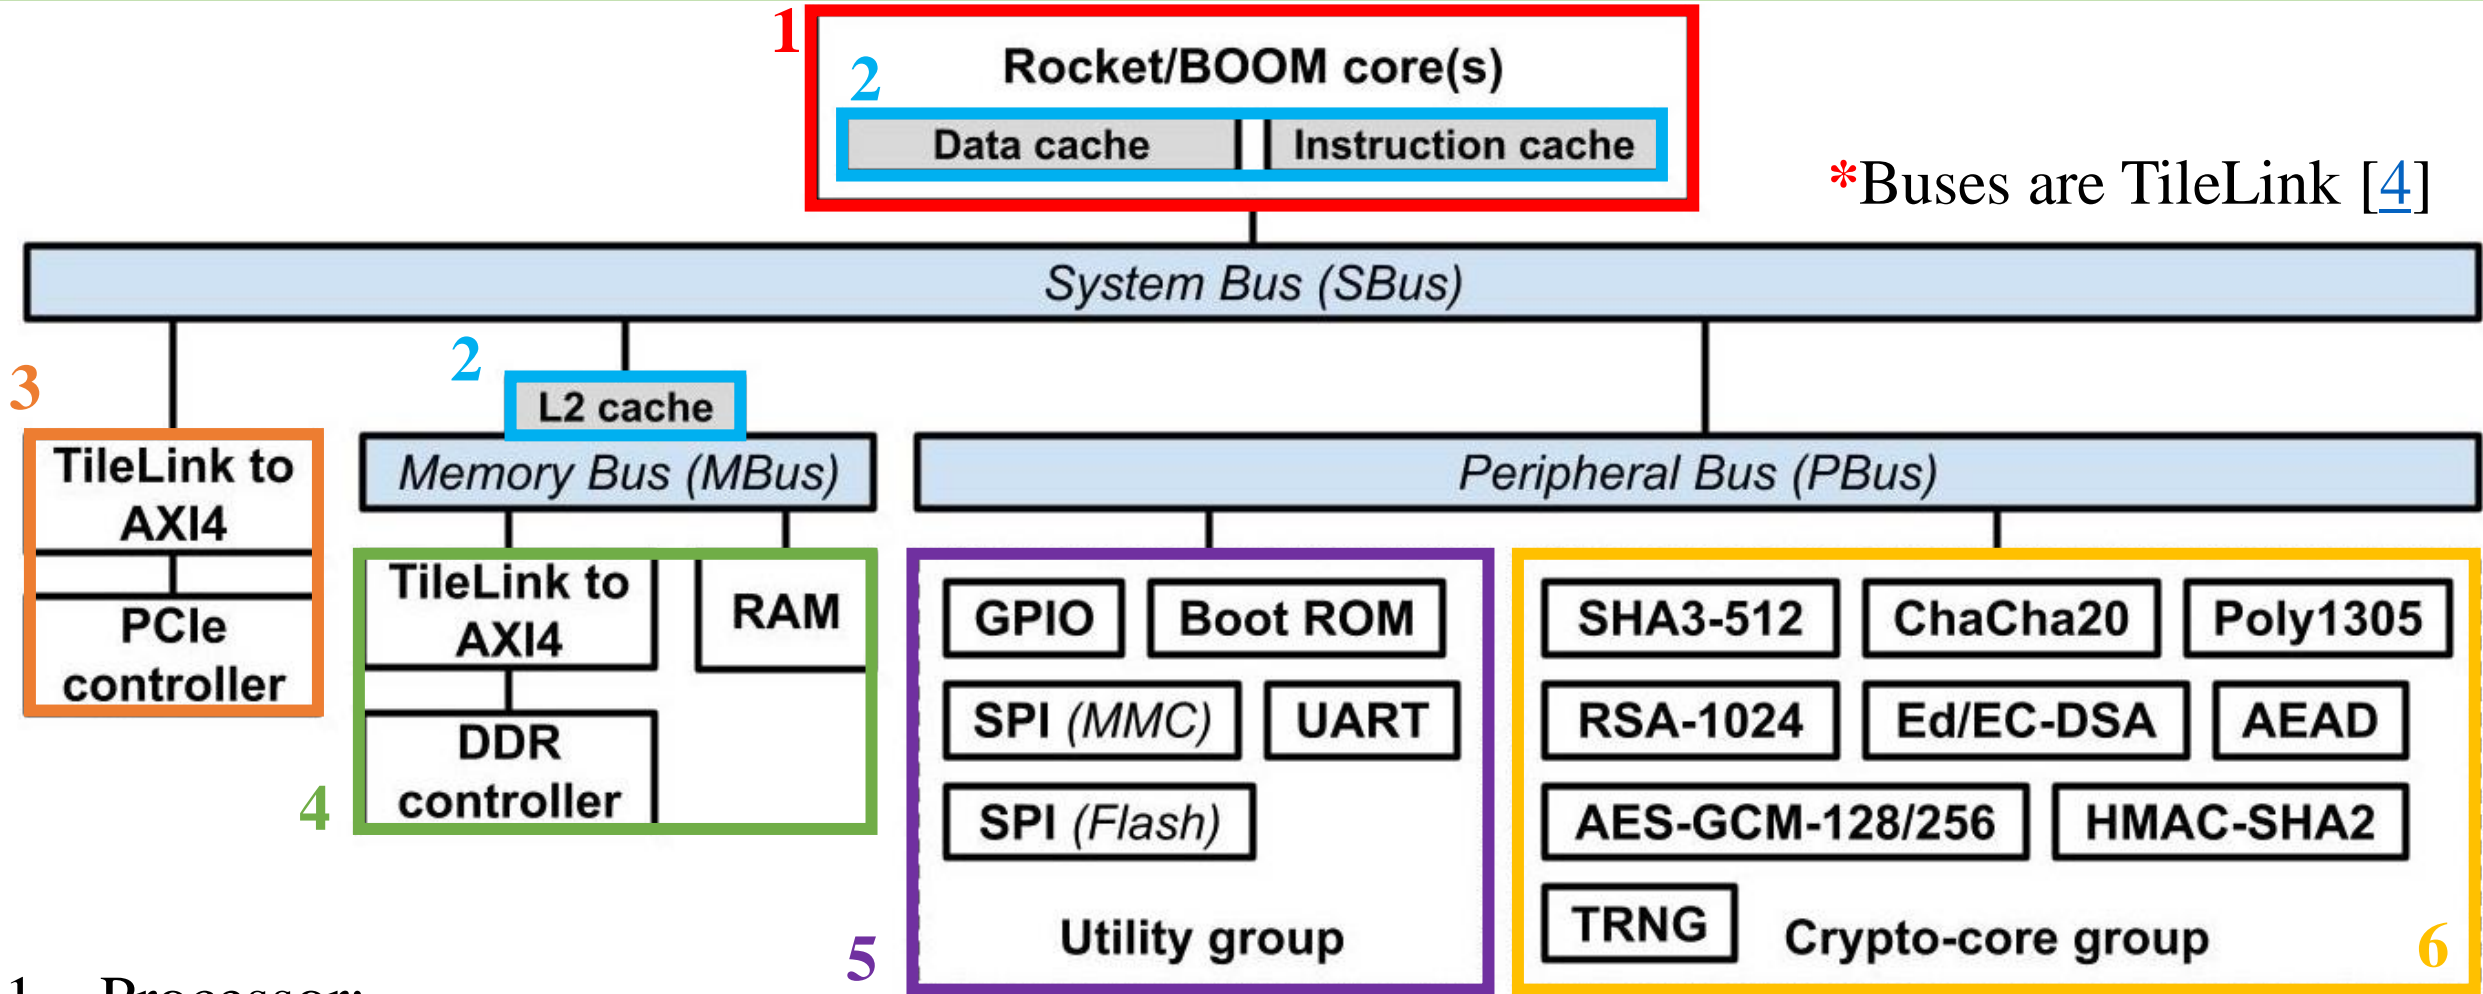 1
Rocket/BOOM core(s)
2
Data cache
Instruction cache
*Buses are TileLink [4]
System Bus (SBus)
3
TileLink to
AXI4
PCIe
controller
2
L2 cache
Memory Bus (MBus)
4
TileLink to
AXI4
RAM
DDR
controller
Peripheral Bus (PBus)
5
GPIO
Boot ROM
SPI (MMC)
UART
SPI (Flash)
Utility group
6
SHA3-512
ChaCha20
Poly1305
RSA-1024
Ed/EC-DSA
AEAD
AES-GCM-128/256
HMAC-SHA2
TRNG
Crypto-core group
1. Processor: